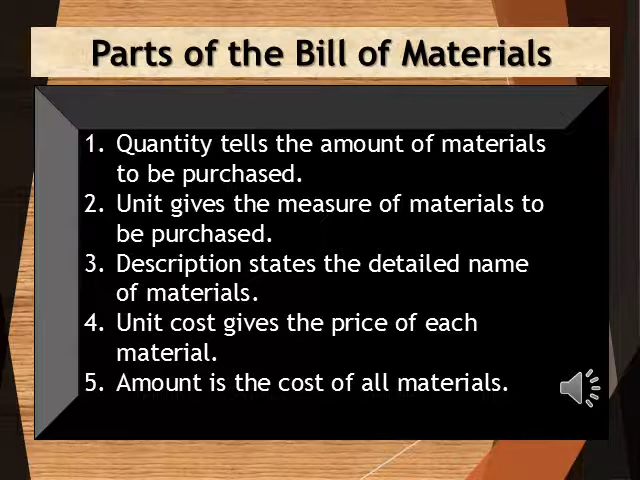 Parts of the Bill of Materials
1. Quantity tells the amount of materials
to be purchased.
2. Unit gives the measure of materials to
be purchased.
3. Description states the detailed name
of materials.
4. Unit cost gives the price of each
material.
5. Amount is the cost of all materials.